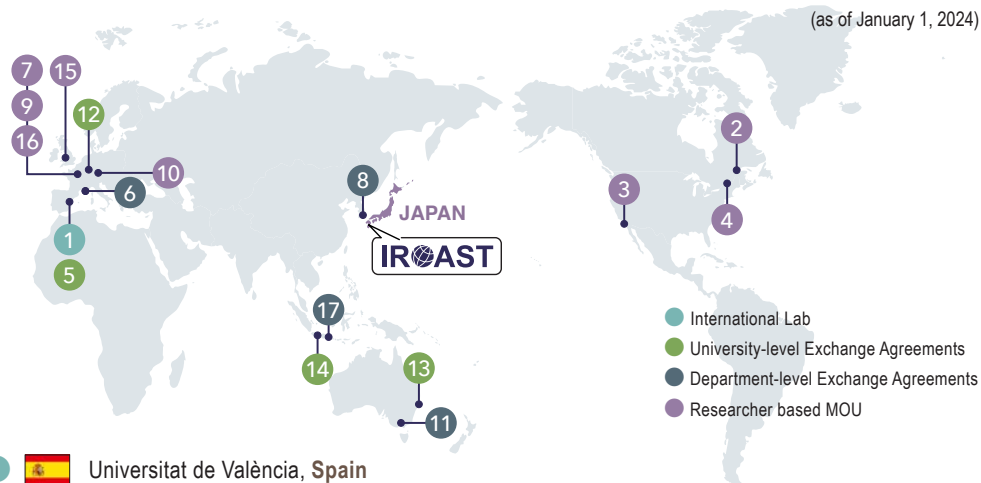 (as of January 1, 2024)
7
15
9
12
16
10
6
8
JAPAN
IROAST
1
5
2
3
4
17
14
13
11
International Lab
University-level Exchange Agreements
Department-level Exchange Agreements
Researcher based MOU
Universitat de València, Spain